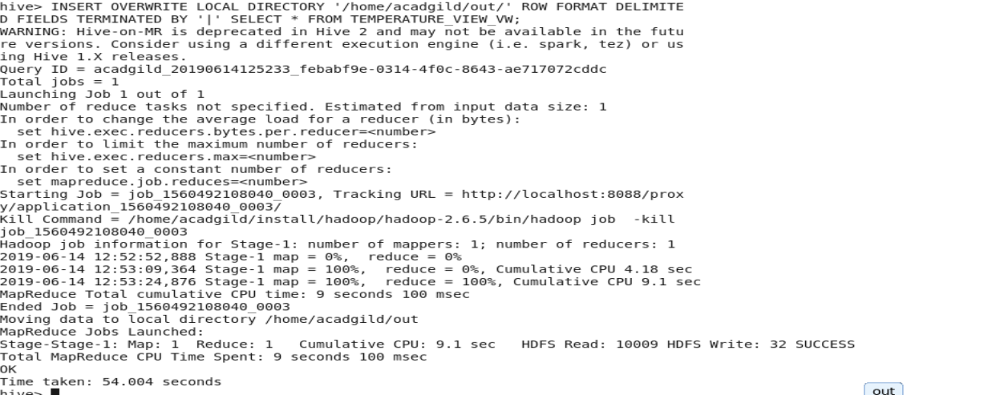 hive> INSERT OVERWRITE LOCAL DIRECTORY '/home/acadgild/out/' ROW FORMAT DELIMITE
D FIELDS TERMINATED BY '|' SELECT * FROM TEMPERATURE_VIEW_VW;
WARNING: Hive-on-MR is deprecated in Hive 2 and may not be available in the futu
re versions. Consider using a different execution engine (i.e. spark, tez) or us
ing Hive 1.X releases.
Query ID = acadgild_20190614125233_febabf9e-0314-4f0c-8643-ae717072cddc
Total jobs = 1
Launching Job 1 out of 1
Number of reduce tasks not specified. Estimated from input data size: 1
In order to change the average load for a reducer (in bytes):
  set hive.exec.reducers.bytes.per.reducer=<number>
In order to limit the maximum number of reducers:
  set hive.exec.reducers.max=<number>
In order to set a constant number of reducers:
  set mapreduce.job.reduces=<number>
Starting Job = job_1560492108040_0003, Tracking URL = http://localhost:8088/prox
y/application_1560492108040_0003/
Kill Command = /home/acadgild/install/hadoop/hadoop-2.6.5/bin/hadoop job  -kill
job_1560492108040_0003
Hadoop job information for Stage-1: number of mappers: 1; number of reducers: 1
2019-06-14 12:52:52,888 Stage-1 map = 0%,  reduce = 0%
2019-06-14 12:53:09,364 Stage-1 map = 100%,  reduce = 0%, Cumulative CPU 4.18 sec
2019-06-14 12:53:24,876 Stage-1 map = 100%,  reduce = 100%, Cumulative CPU 9.1 sec
MapReduce Total cumulative CPU time: 9 seconds 100 msec
Ended Job = job_1560492108040_0003
Moving data to local directory /home/acadgild/out
MapReduce Jobs Launched:
Stage-Stage-1: Map: 1  Reduce: 1   Cumulative CPU: 9.1 sec   HDFS Read: 10009 HDFS Write: 32 SUCCESS
Total MapReduce CPU Time Spent: 9 seconds 100 msec
OK
Time taken: 54.004 seconds
hive>
out